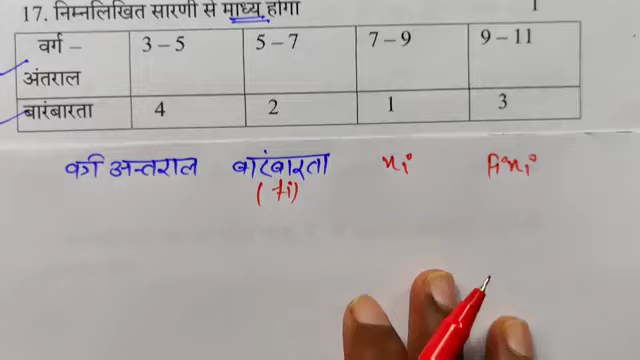 17. निम्नलिखित सारणी से माध्य होगा 1
वर्ग – 3 – 5 5 – 7 7 – 9 9 – 11
अंतराल
बारंबारता 4 2 1 3
वर्ग अन्तराल बारंबारता xi fixi
(fi)